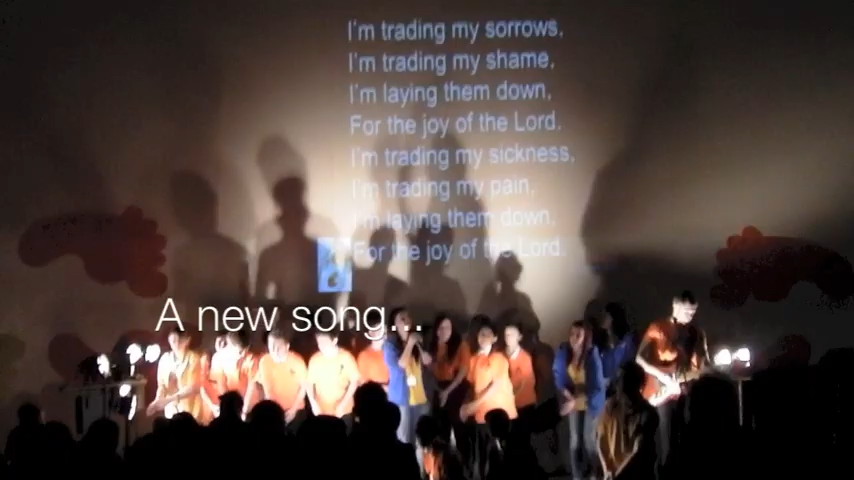 I'm trading my sorrows,
I'm trading my shame,
I'm laying them down,
For the joy of the Lord.
I'm trading my sickness,
I'm trading my pain,
I'm laying them down,
For the joy of the Lord.
A new song...